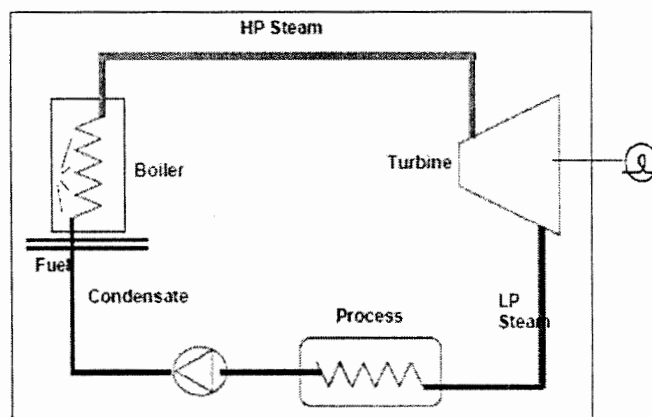 HP Steam
Boiler
Turbine
Fuel
Condensate
Process
LP
Steam